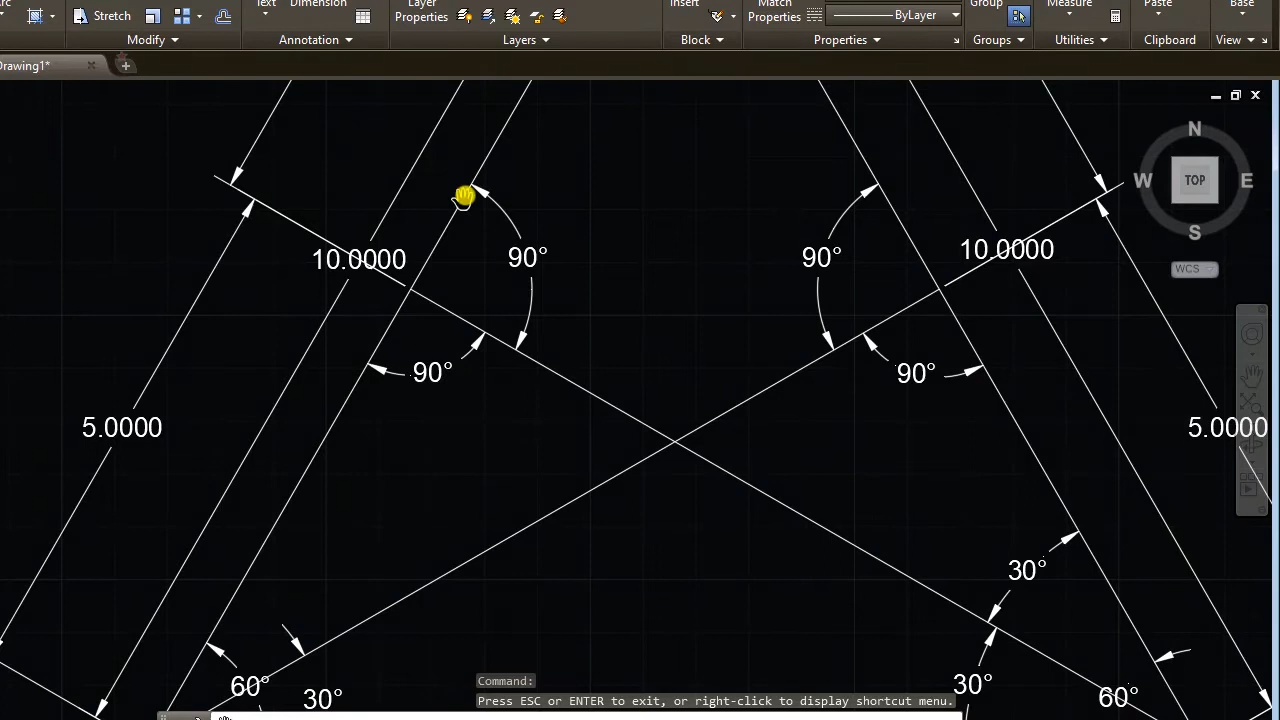 Text
Dimension
Layer
Insert
Match
Group
Measure
Paste
Base
Stretch
Properties
ByLayer
Properties
Modify
Annotation
Layers
Block
Properties
Groups
Utilities
Clipboard
View
Drawing1*
N
W
TOP
E
S
WCS
10.0000
90°
90°
10.0000
90°
90°
5.0000
5.0000
30°
60°
30°
30°
60°
Command:
Press ESC or ENTER to exit, or right-click to display shortcut menu.